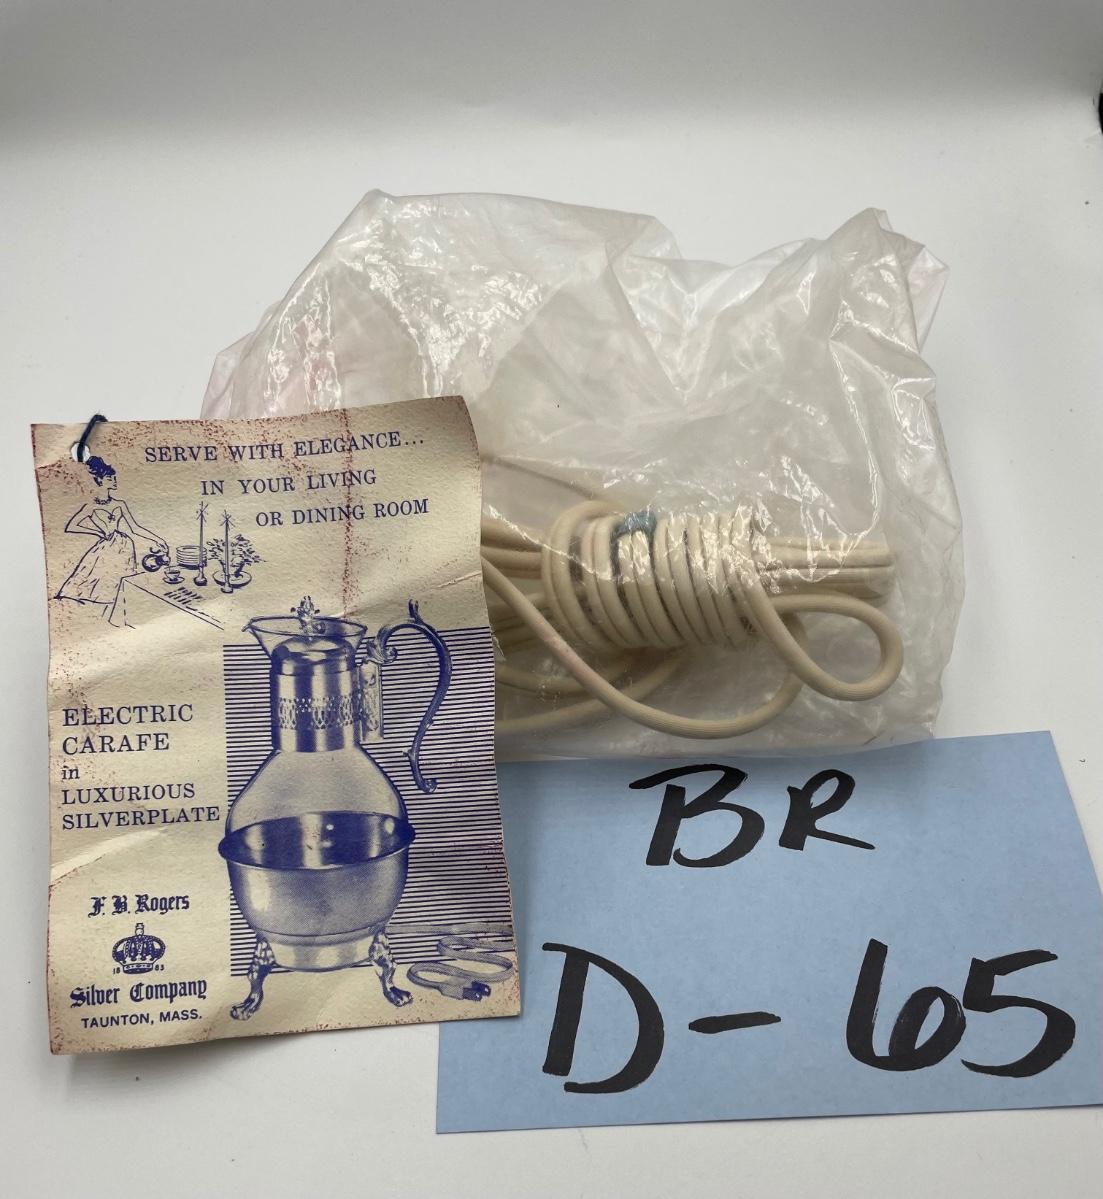 SERVE WITH ELEGANCE...
IN YOUR LIVING
OR DINING ROOM
ELECTRIC
CARAFE
in
LUXURIOUS
SILVERPLATE
F. B. Rogers
18 83
Silver Company
TAUNTON, MASS.
BR
D-65